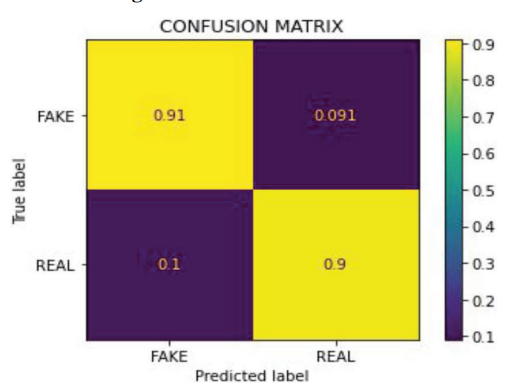 CONFUSION MATRIX
FAKE 0.91 0.091
REAL 0.1 0.9
FAKE REAL
Predicted label
True label
0.9
0.8
0.7
0.6
0.5
0.4
0.3
0.2
0.1